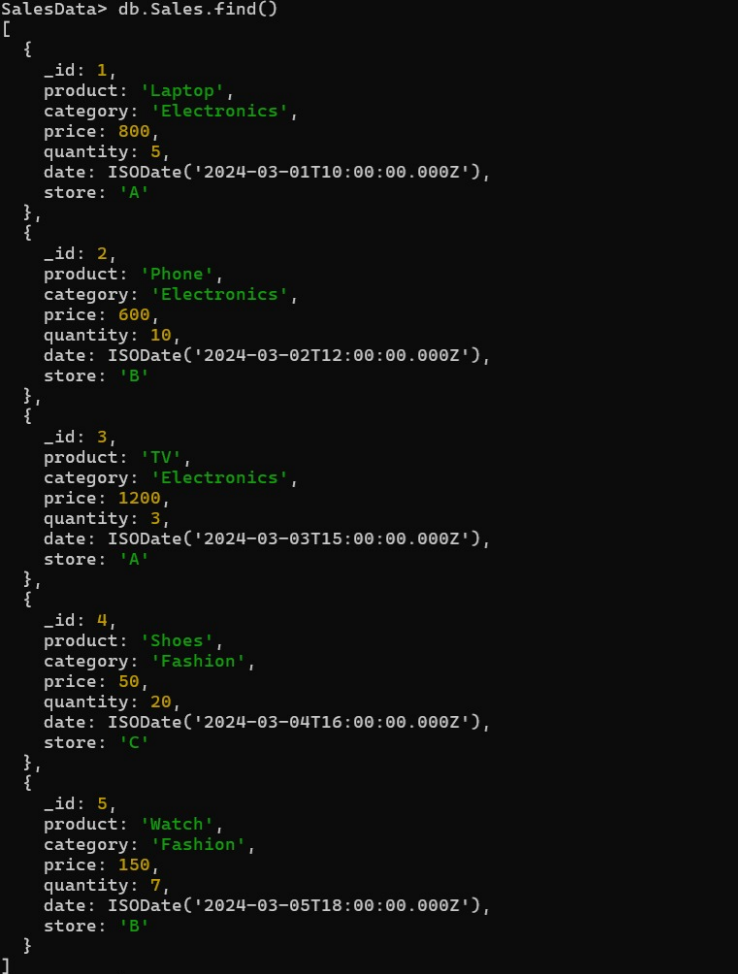 SalesData> db.Sales.find()
[
  {
    _id: 1,
    product: 'Laptop',
    category: 'Electronics',
    price: 800,
    quantity: 5,
    date: ISODate('2024-03-01T10:00:00.000Z'),
    store: 'A'
  },
  {
    _id: 2,
    product: 'Phone',
    category: 'Electronics',
    price: 600,
    quantity: 10,
    date: ISODate('2024-03-02T12:00:00.000Z'),
    store: 'B'
  },
  {
    _id: 3,
    product: 'TV',
    category: 'Electronics',
    price: 1200,
    quantity: 3,
    date: ISODate('2024-03-03T15:00:00.000Z'),
    store: 'A'
  },
  {
    _id: 4,
    product: 'Shoes',
    category: 'Fashion',
    price: 50,
    quantity: 20,
    date: ISODate('2024-03-04T16:00:00.000Z'),
    store: 'C'
  },
  {
    _id: 5,
    product: 'Watch',
    category: 'Fashion',
    price: 150,
    quantity: 7,
    date: ISODate('2024-03-05T18:00:00.000Z'),
    store: 'B'
  }
]